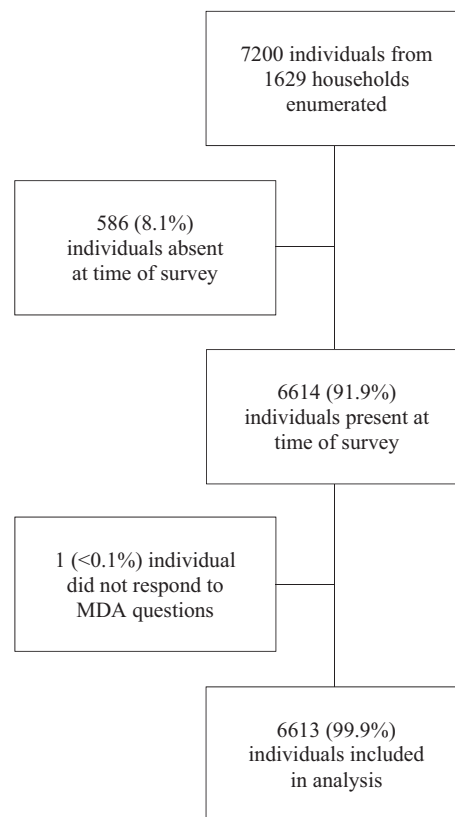 7200 individuals from
1629 households
enumerated
586 (8.1%)
individuals absent
at time of survey
6614 (91.9%)
individuals present at
time of survey
1 (<0.1%) individual
did not respond to
MDA questions
6613 (99.9%)
individuals included
in analysis